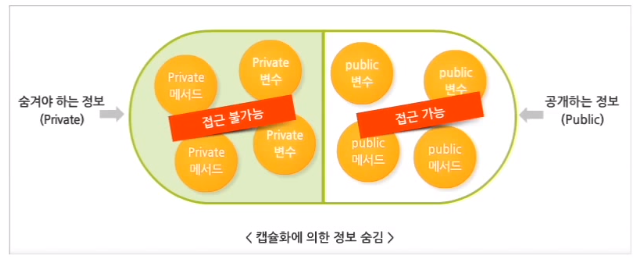 숨겨야 하는 정보
(Private)
Private
메서드
Private
변수
접근 불가능
Private
메서드
Private
변수
public
변수
public
변수
접근 가능
public
메서드
public
메서드
공개하는 정보
(Public)
< 캡슐화에 의한 정보 숨김 >